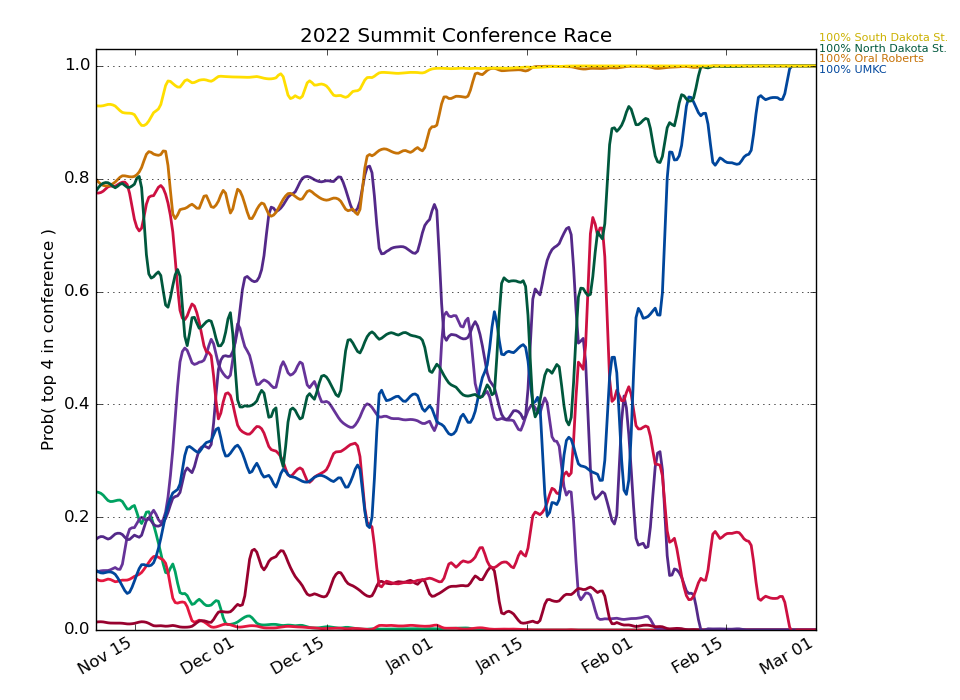 2022 Summit Conference Race
100% South Dakota St.
100% North Dakota St.
100% Oral Roberts
100% UMKC
Prob( top 4 in conference )
1.0
0.8
0.6
0.4
0.2
0.0
Nov 15
Dec 01
Dec 15
Jan 01
Jan 15
Feb 01
Feb 15
Mar 01